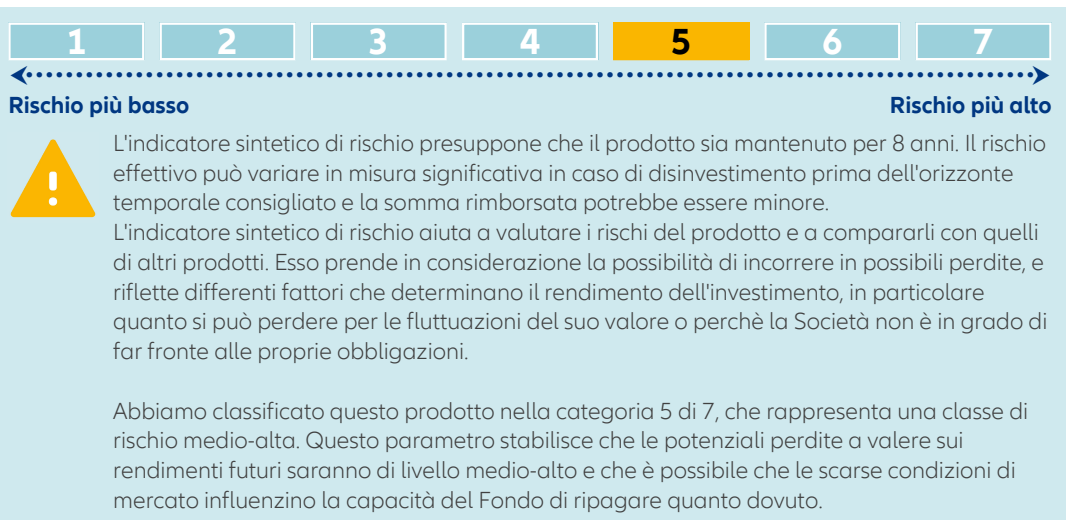 1 2 3 4 5 6 7
Rischio più basso Rischio più alto
L'indicatore sintetico di rischio presuppone che il prodotto sia mantenuto per 8 anni. Il rischio
effettivo può variare in misura significativa in caso di disinvestimento prima dell'orizzonte
temporale consigliato e la somma rimborsata potrebbe essere minore.
L'indicatore sintetico di rischio aiuta a valutare i rischi del prodotto e a compararli con quelli
di altri prodotti. Esso prende in considerazione la possibilità di incorrere in possibili perdite, e
riflette differenti fattori che determinano il rendimento dell'investimento, in particolare
quanto si può perdere per le fluttuazioni del suo valore o perchè la Società non è in grado di
far fronte alle proprie obbligazioni.
Abbiamo classificato questo prodotto nella categoria 5 di 7, che rappresenta una classe di
rischio medio-alta. Questo parametro stabilisce che le potenziali perdite a valere sui
rendimenti futuri saranno di livello medio-alto e che è possibile che le scarse condizioni di
mercato influenzino la capacità del Fondo di ripagare quanto dovuto.